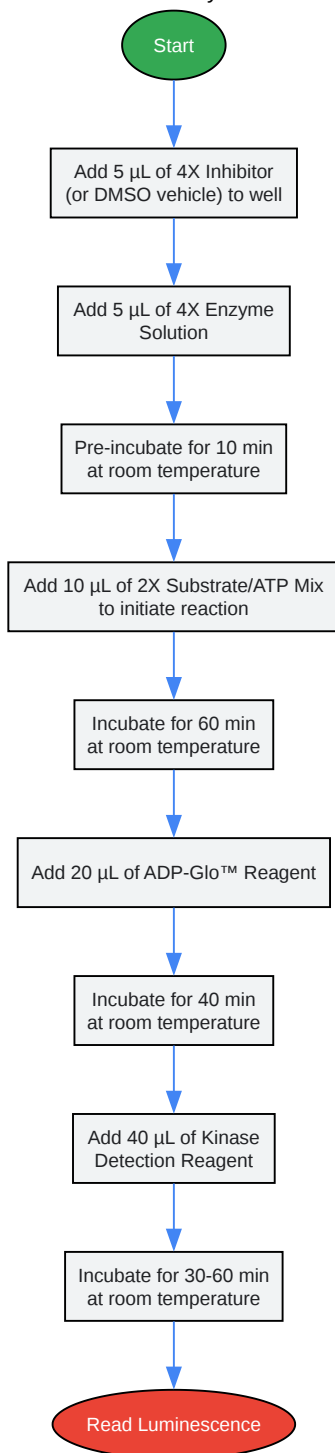 Start
Add 5 µL of 4X Inhibitor
(or DMSO vehicle) to well
Add 5 µL of 4X Enzyme
Solution
Pre-incubate for 10 min
at room temperature
Add 10 µL of 2X Substrate/ATP Mix
to initiate reaction
Incubate for 60 min
at room temperature
Add 20 µL of ADP-Glo™ Reagent
Incubate for 40 min
at room temperature
Add 40 µL of Kinase
Detection Reagent
Incubate for 30-60 min
at room temperature
Read Luminescence